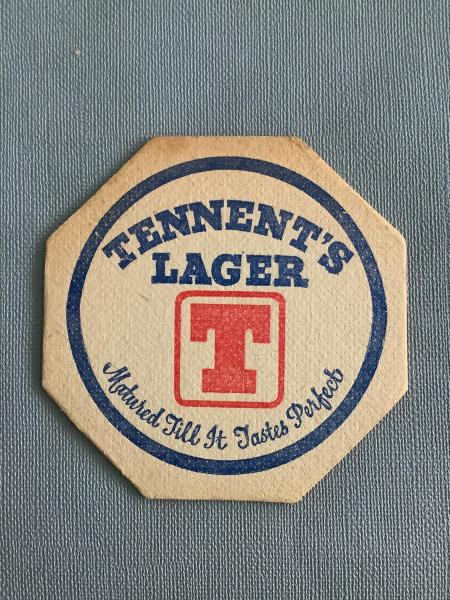 TENNENT'S
LAGER
T
Matured Till It Tastes Perfect